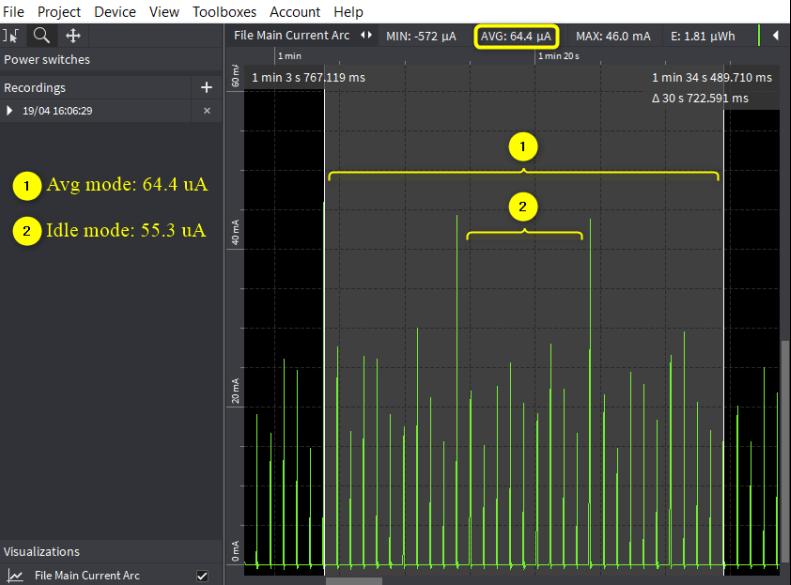 File Project Device View Toolboxes Account Help
File Main Current Arc MIN: -572 µA AVG: 64.4 µA MAX: 46.0 mA E: 1.81 µWh
Power switches
1 min 1 min 20 s
Recordings +
60 mA
1 min 3 s 767.119 ms 1 min 34 s 489.710 ms
19/04 16:06:29 ×
Δ 30 s 722.591 ms
1
1 Avg mode: 64.4 uA
2
2 Idle mode: 55.3 uA
40 mA
20 mA
0 mA
Visualizations
File Main Current Arc